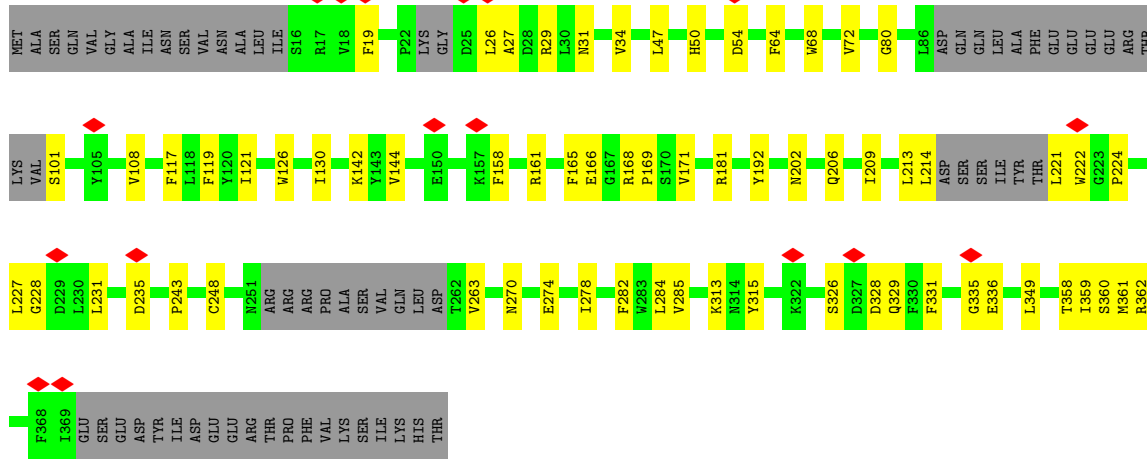 MET ALA SER GLN VAL GLY ALA ILE ASN SER VAL ASN ALA LEU ILE S16 R17 V18 F19 P22 LYS GLY D25 L26 A27 D28 R29 L30 N31 V34 L47 H50 D54 F64 W68 V72 G80 L86 ASP GLN GLN LEU ALA PHE GLU GLU GLU GLU ARG THR
LYS VAL S101 Y105 V108 F117 L118 F119 Y120 I121 W126 I130 K142 Y143 V144 E150 K157 F158 R161 F165 E166 G167 R168 P169 S170 V171 R181 Y192 N202 Q206 I209 L213 L214 ASP SER SER ILE TYR THR L221 W222 G223 P224
L227 G228 D229 L230 L231 D235 P243 C248 N251 ARG ARG ARG PRO ALA SER VAL GLN LEU ASP T262 V263 N270 E274 I278 F282 W283 L284 V285 K313 N314 Y315 K322 S326 D327 D328 Q329 F330 F331 G335 E336 L349 T358 I359 S360 M361 R362
F368 I369 GLU SER GLU ASP TYR ILE ASP GLU GLU ARG THR PRO PHE VAL LYS SER ILE LYS HIS THR